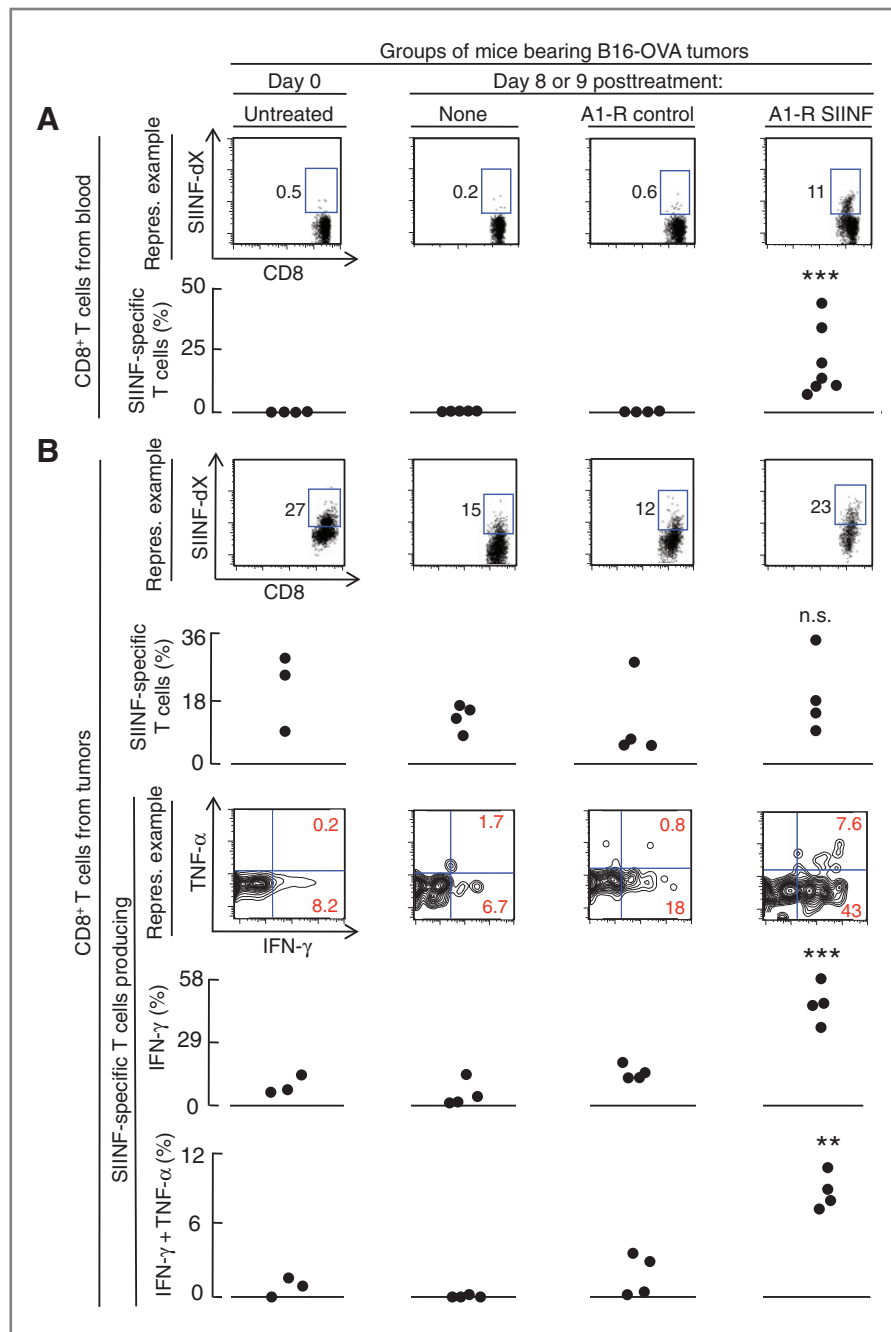 Groups of mice bearing B16-OVA tumors
Day 0
Day 8 or 9 posttreatment:
Untreated
None
A1-R control
A1-R SIINF
A
CD8+ T cells from blood
Repres. example
SIINF-dX
0.5
0.2
0.6
11
CD8
SIINF-specific
T cells (%)
50
25
0
***
B
CD8+ T cells from tumors
Repres. example
SIINF-dX
27
15
12
23
CD8
SIINF-specific
T cells (%)
36
18
0
n.s.
SIINF-specific T cells producing
Repres. example
TNF-α
0.2
8.2
1.7
6.7
0.8
18
7.6
43
IFN-γ
IFN-γ (%)
58
29
0
***
IFN-γ + TNF-α (%)
12
6
0
**